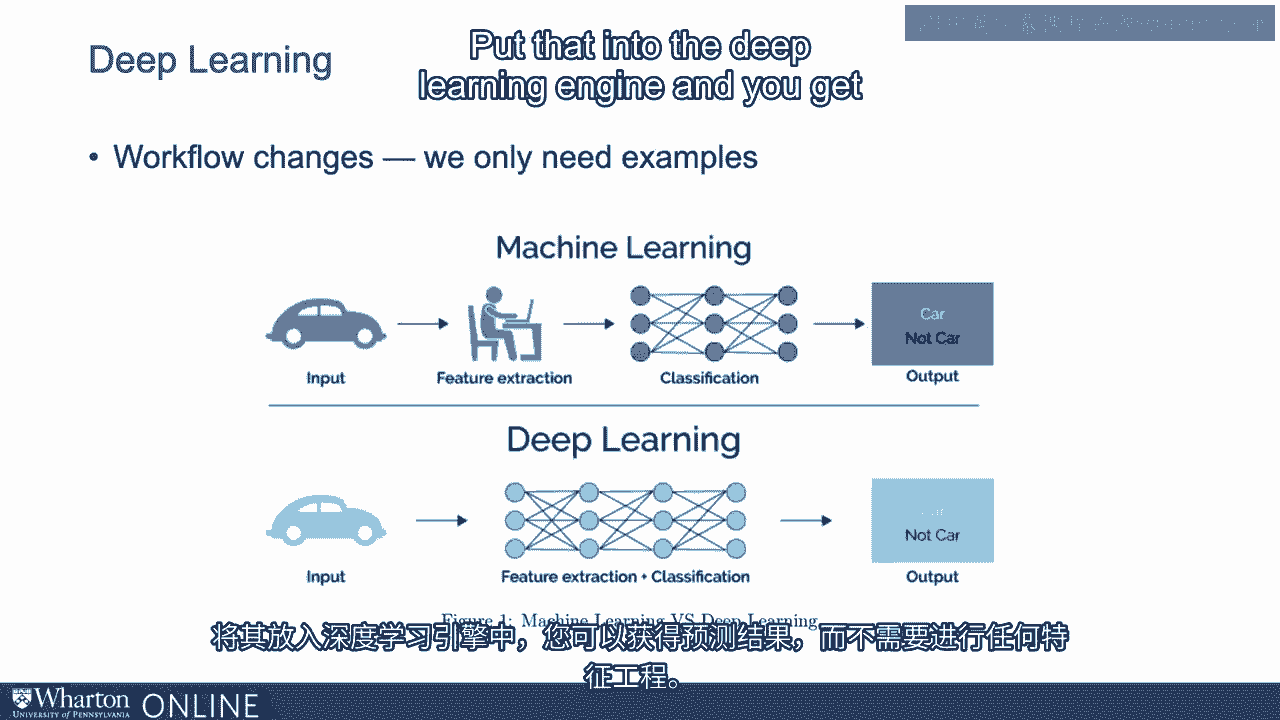 Put that into the deep
learning engine and you get
Deep Learning
• Workflow changes — we only need examples
Machine Learning
Input
Feature extraction
Classification
Car
Not Car
Output
Deep Learning
Input
Feature extraction + Classification
Not Car
Output
Figure 1: Machine Learning VS Deep Learning
将其放入深度学习引擎中，您可以获得预测结果，而不需要进行任何特
征工程。
Wharton
UNIVERSITY of PENNSYLVANIA
ONLINE